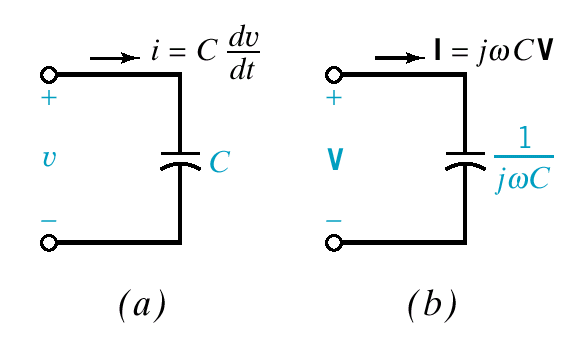 i = C dv/dt
+
v
C
−
(a)
I = jωCV
+
V
1/jωC
−
(b)